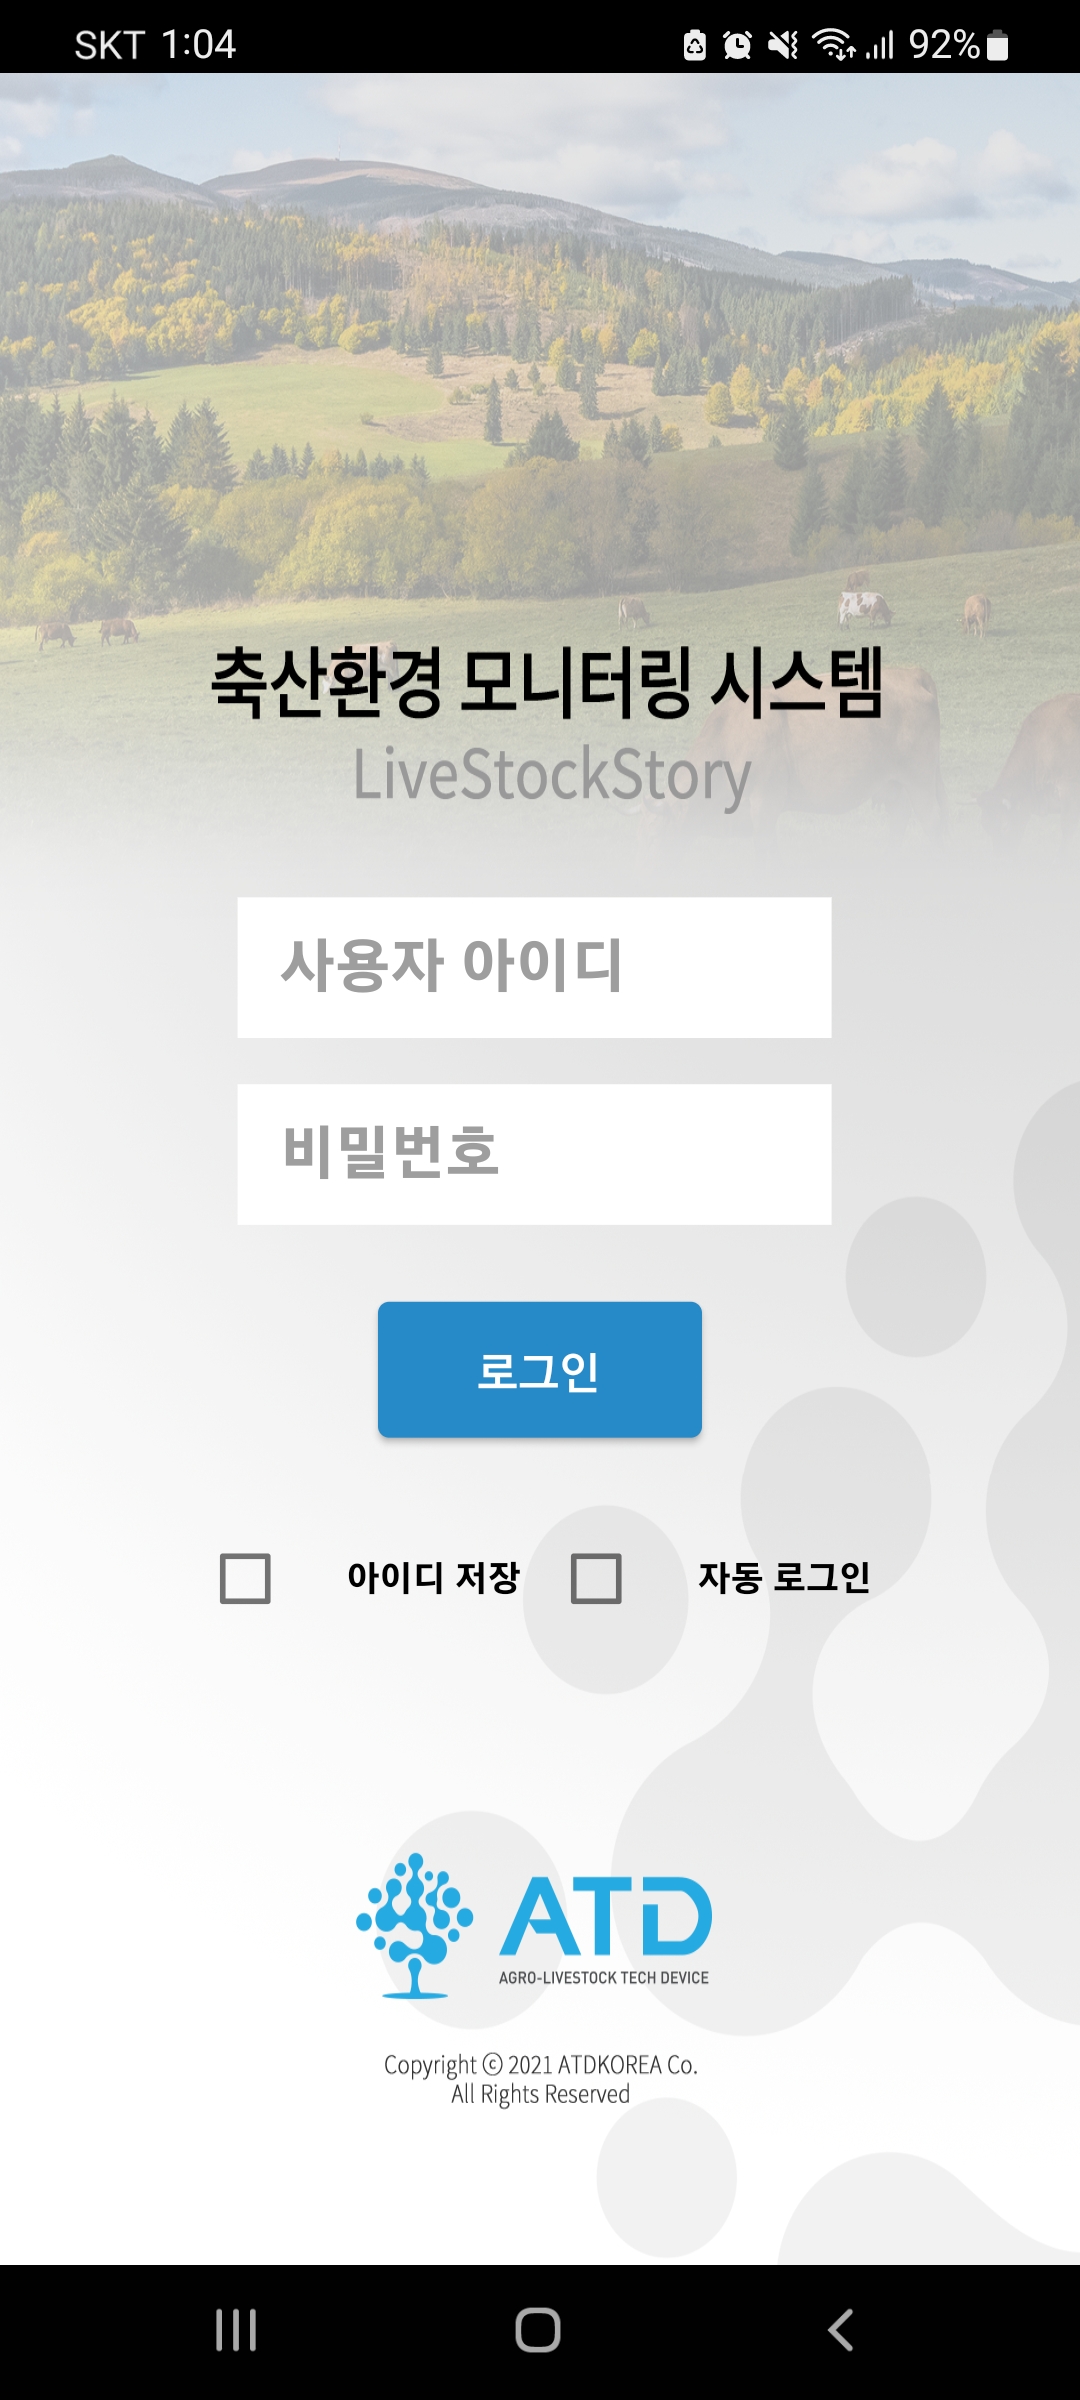 SKT 1:04 92%
축산환경 모니터링 시스템
LiveStockStory
사용자 아이디
비밀번호
로그인
아이디 저장 자동 로그인
ATD
AGRO-LIVESTOCK TECH DEVICE
Copyright ⓒ 2021 ATDKOREA Co.
All Rights Reserved